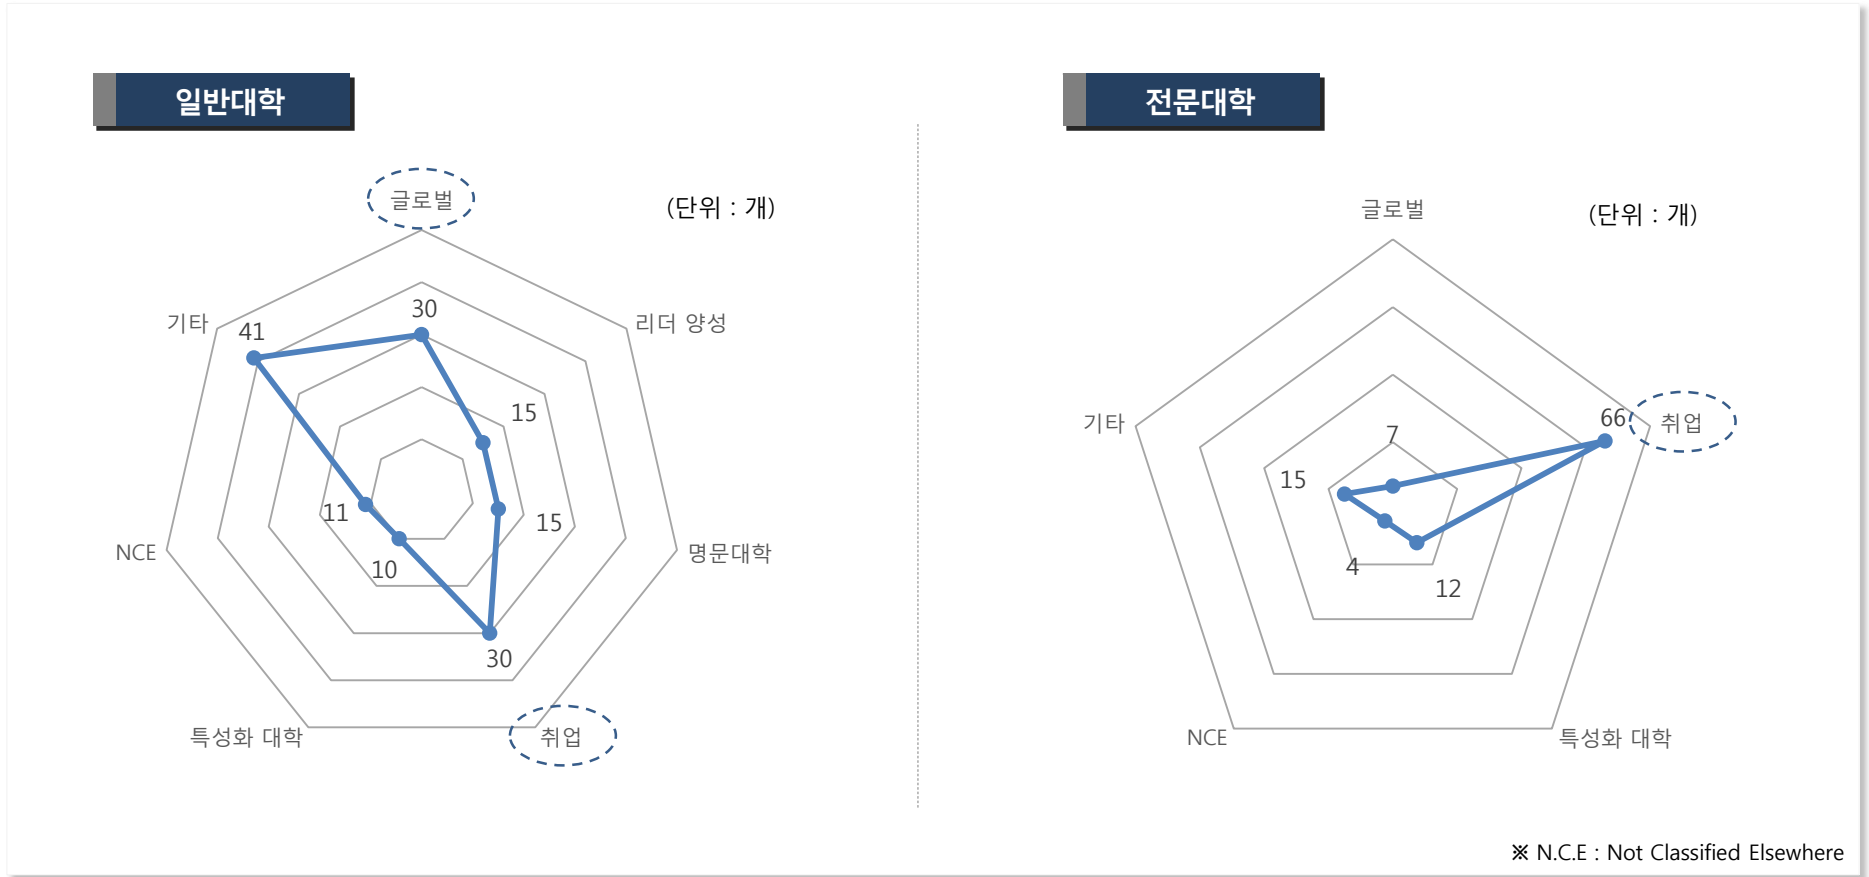 일반대학
(단위 : 개)
글로벌
리더 양성
명문대학
취업
특성화 대학
NCE
기타
30
15
15
30
10
11
41
전문대학
(단위 : 개)
글로벌
취업
특성화 대학
NCE
기타
7
66
12
4
15
※ N.C.E : Not Classified Elsewhere